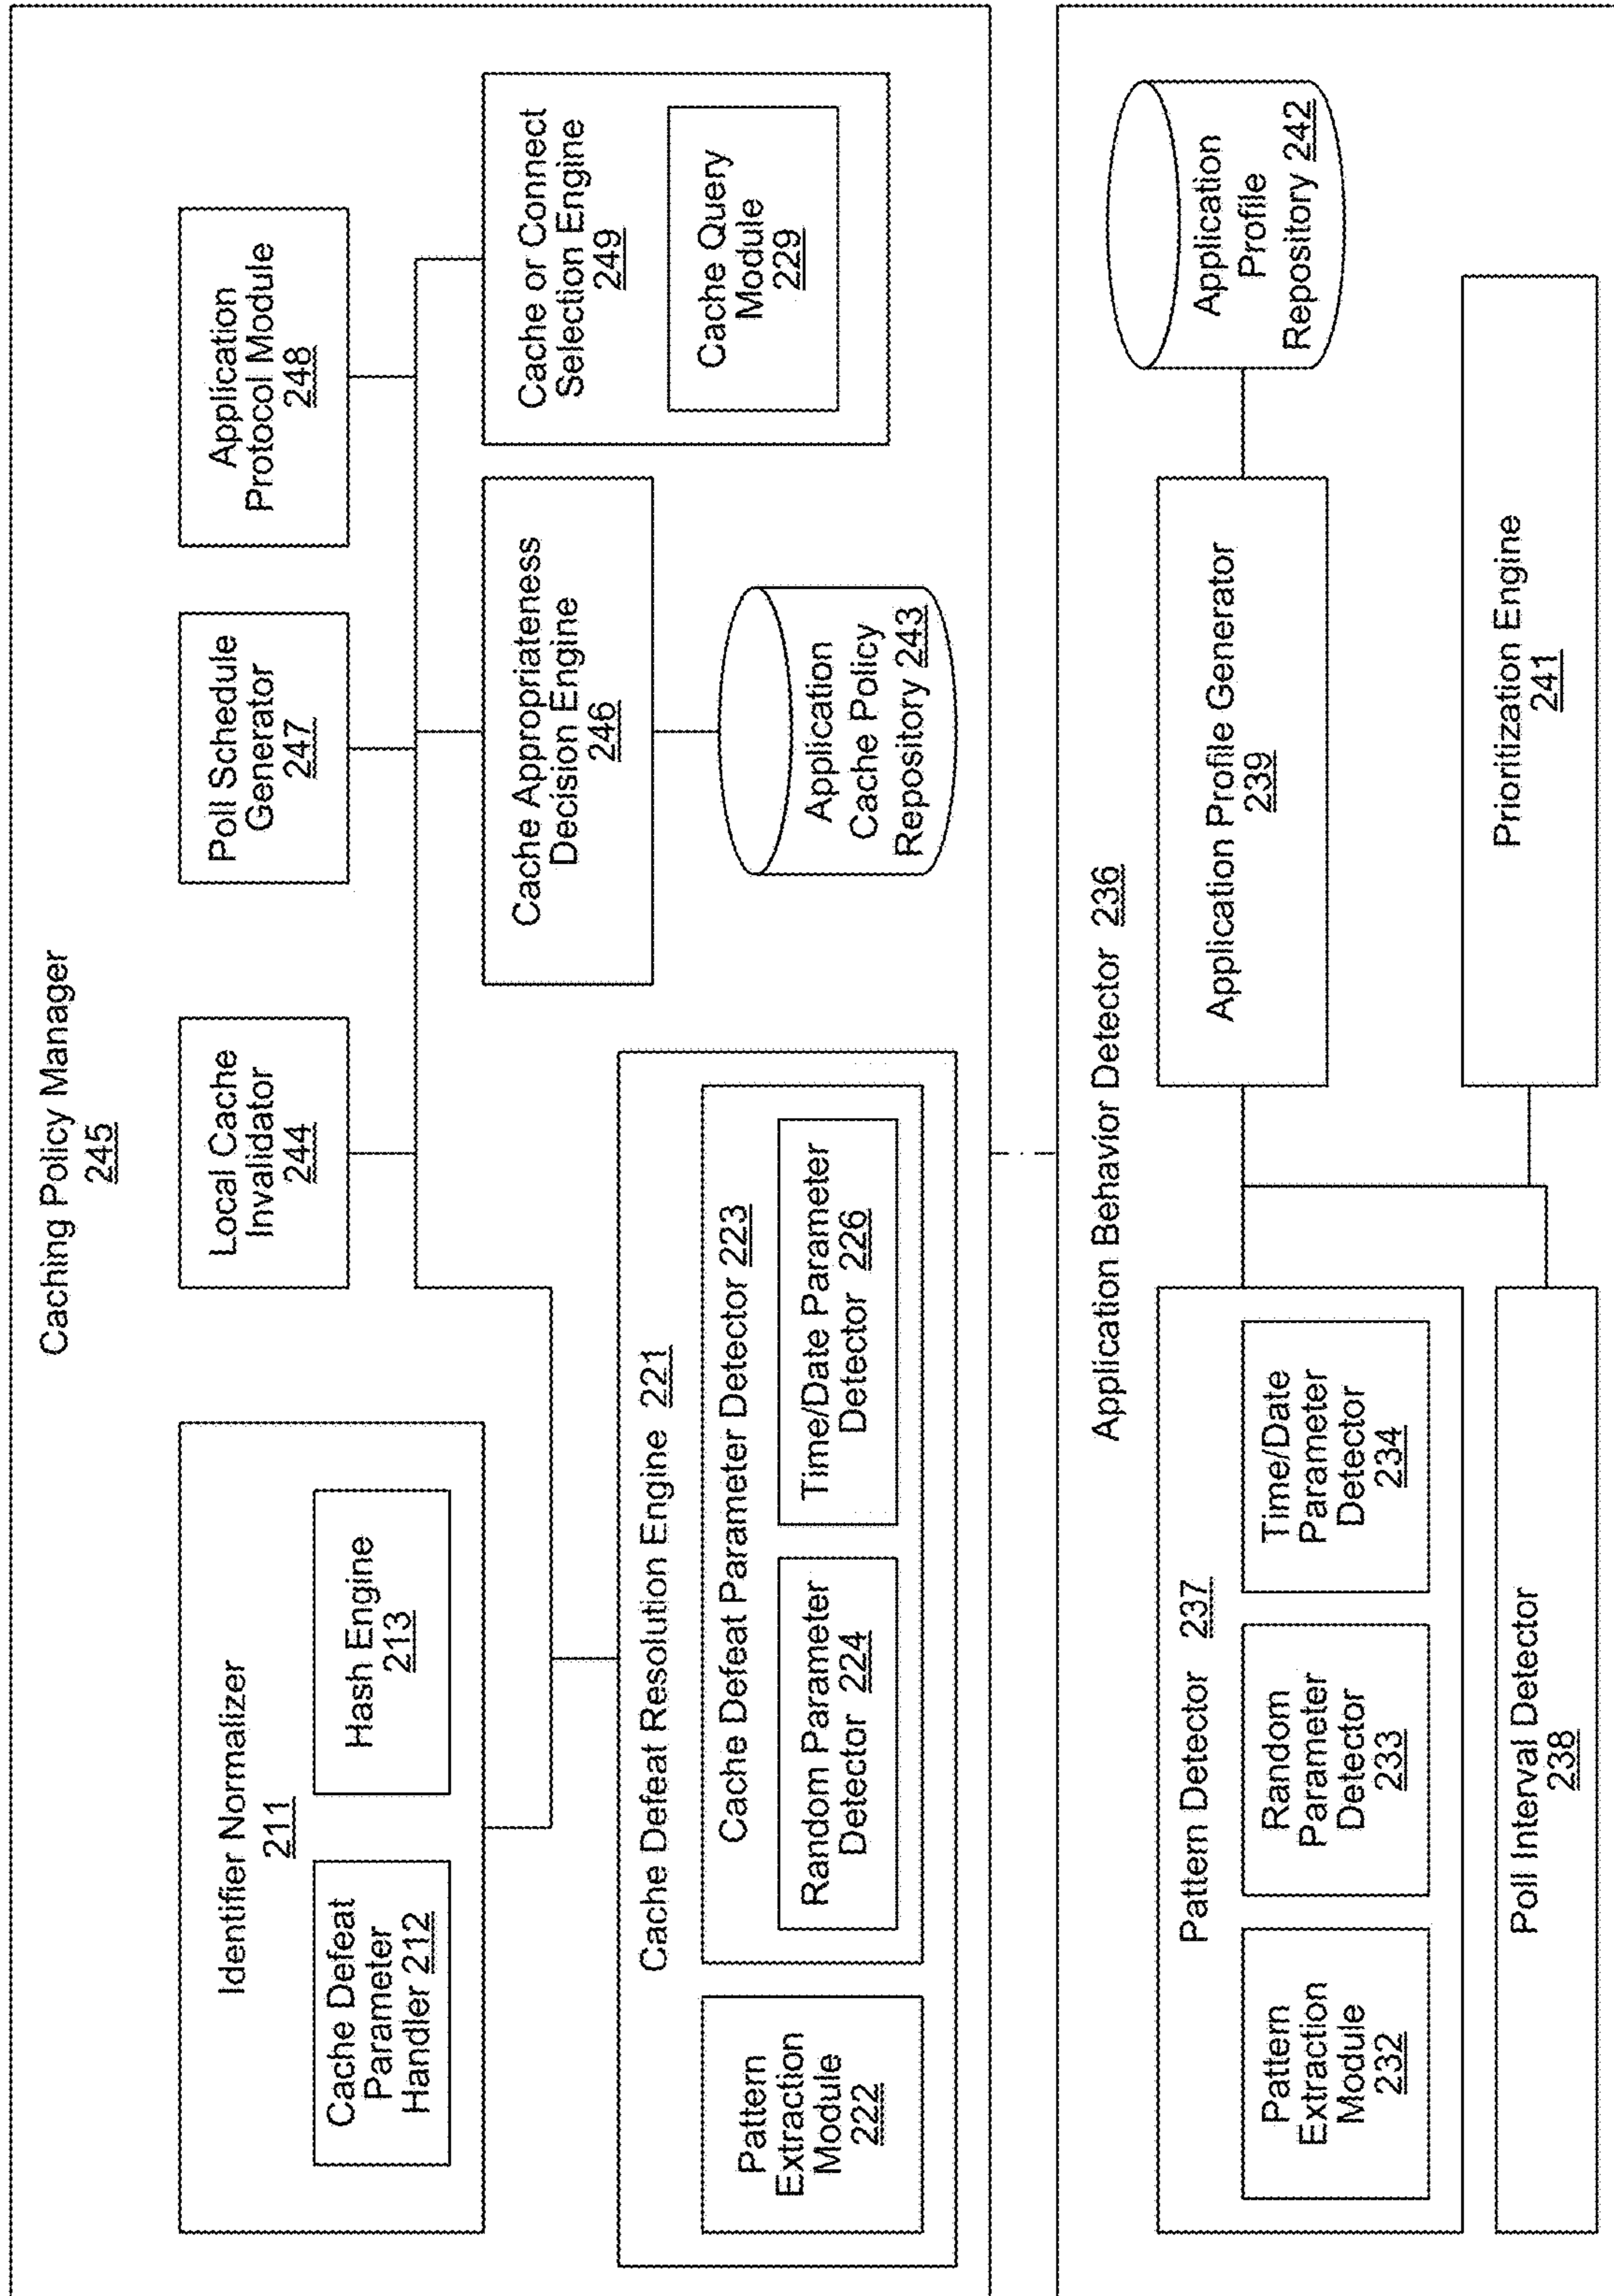 Caching Policy Manager
245
Identifier Normalizer
211
Cache Defeat
Parameter
Handler 212
Hash Engine
213
Local Cache
Invalidator
244
Poll Schedule
Generator
247
Application
Protocol Module
248
Cache Defeat Resolution Engine 221
Pattern
Extraction
Module
222
Cache Defeat Parameter Detector 223
Random Parameter
Detector 224
Time/Date Parameter
Detector 226
Cache Appropriateness
Decision Engine
246
Application
Cache Policy
Repository 243
Cache or Connect
Selection Engine
249
Cache Query
Module
229
Application Behavior Detector 236
Pattern Detector 237
Pattern
Extraction
Module
232
Random
Parameter
Detector
233
Time/Date
Parameter
Detector
234
Poll Interval Detector
238
Application Profile Generator
239
Application
Profile
Repository 242
Prioritization Engine
241